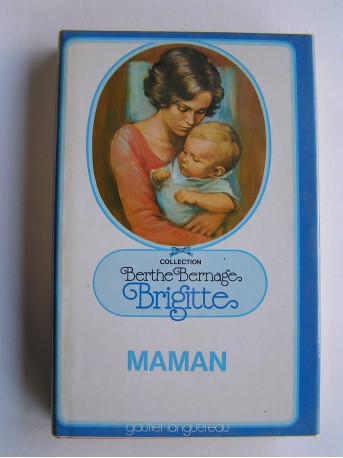 COLLECTION
Berthe Bernage
Brigitte
MAMAN
gautier-languereau